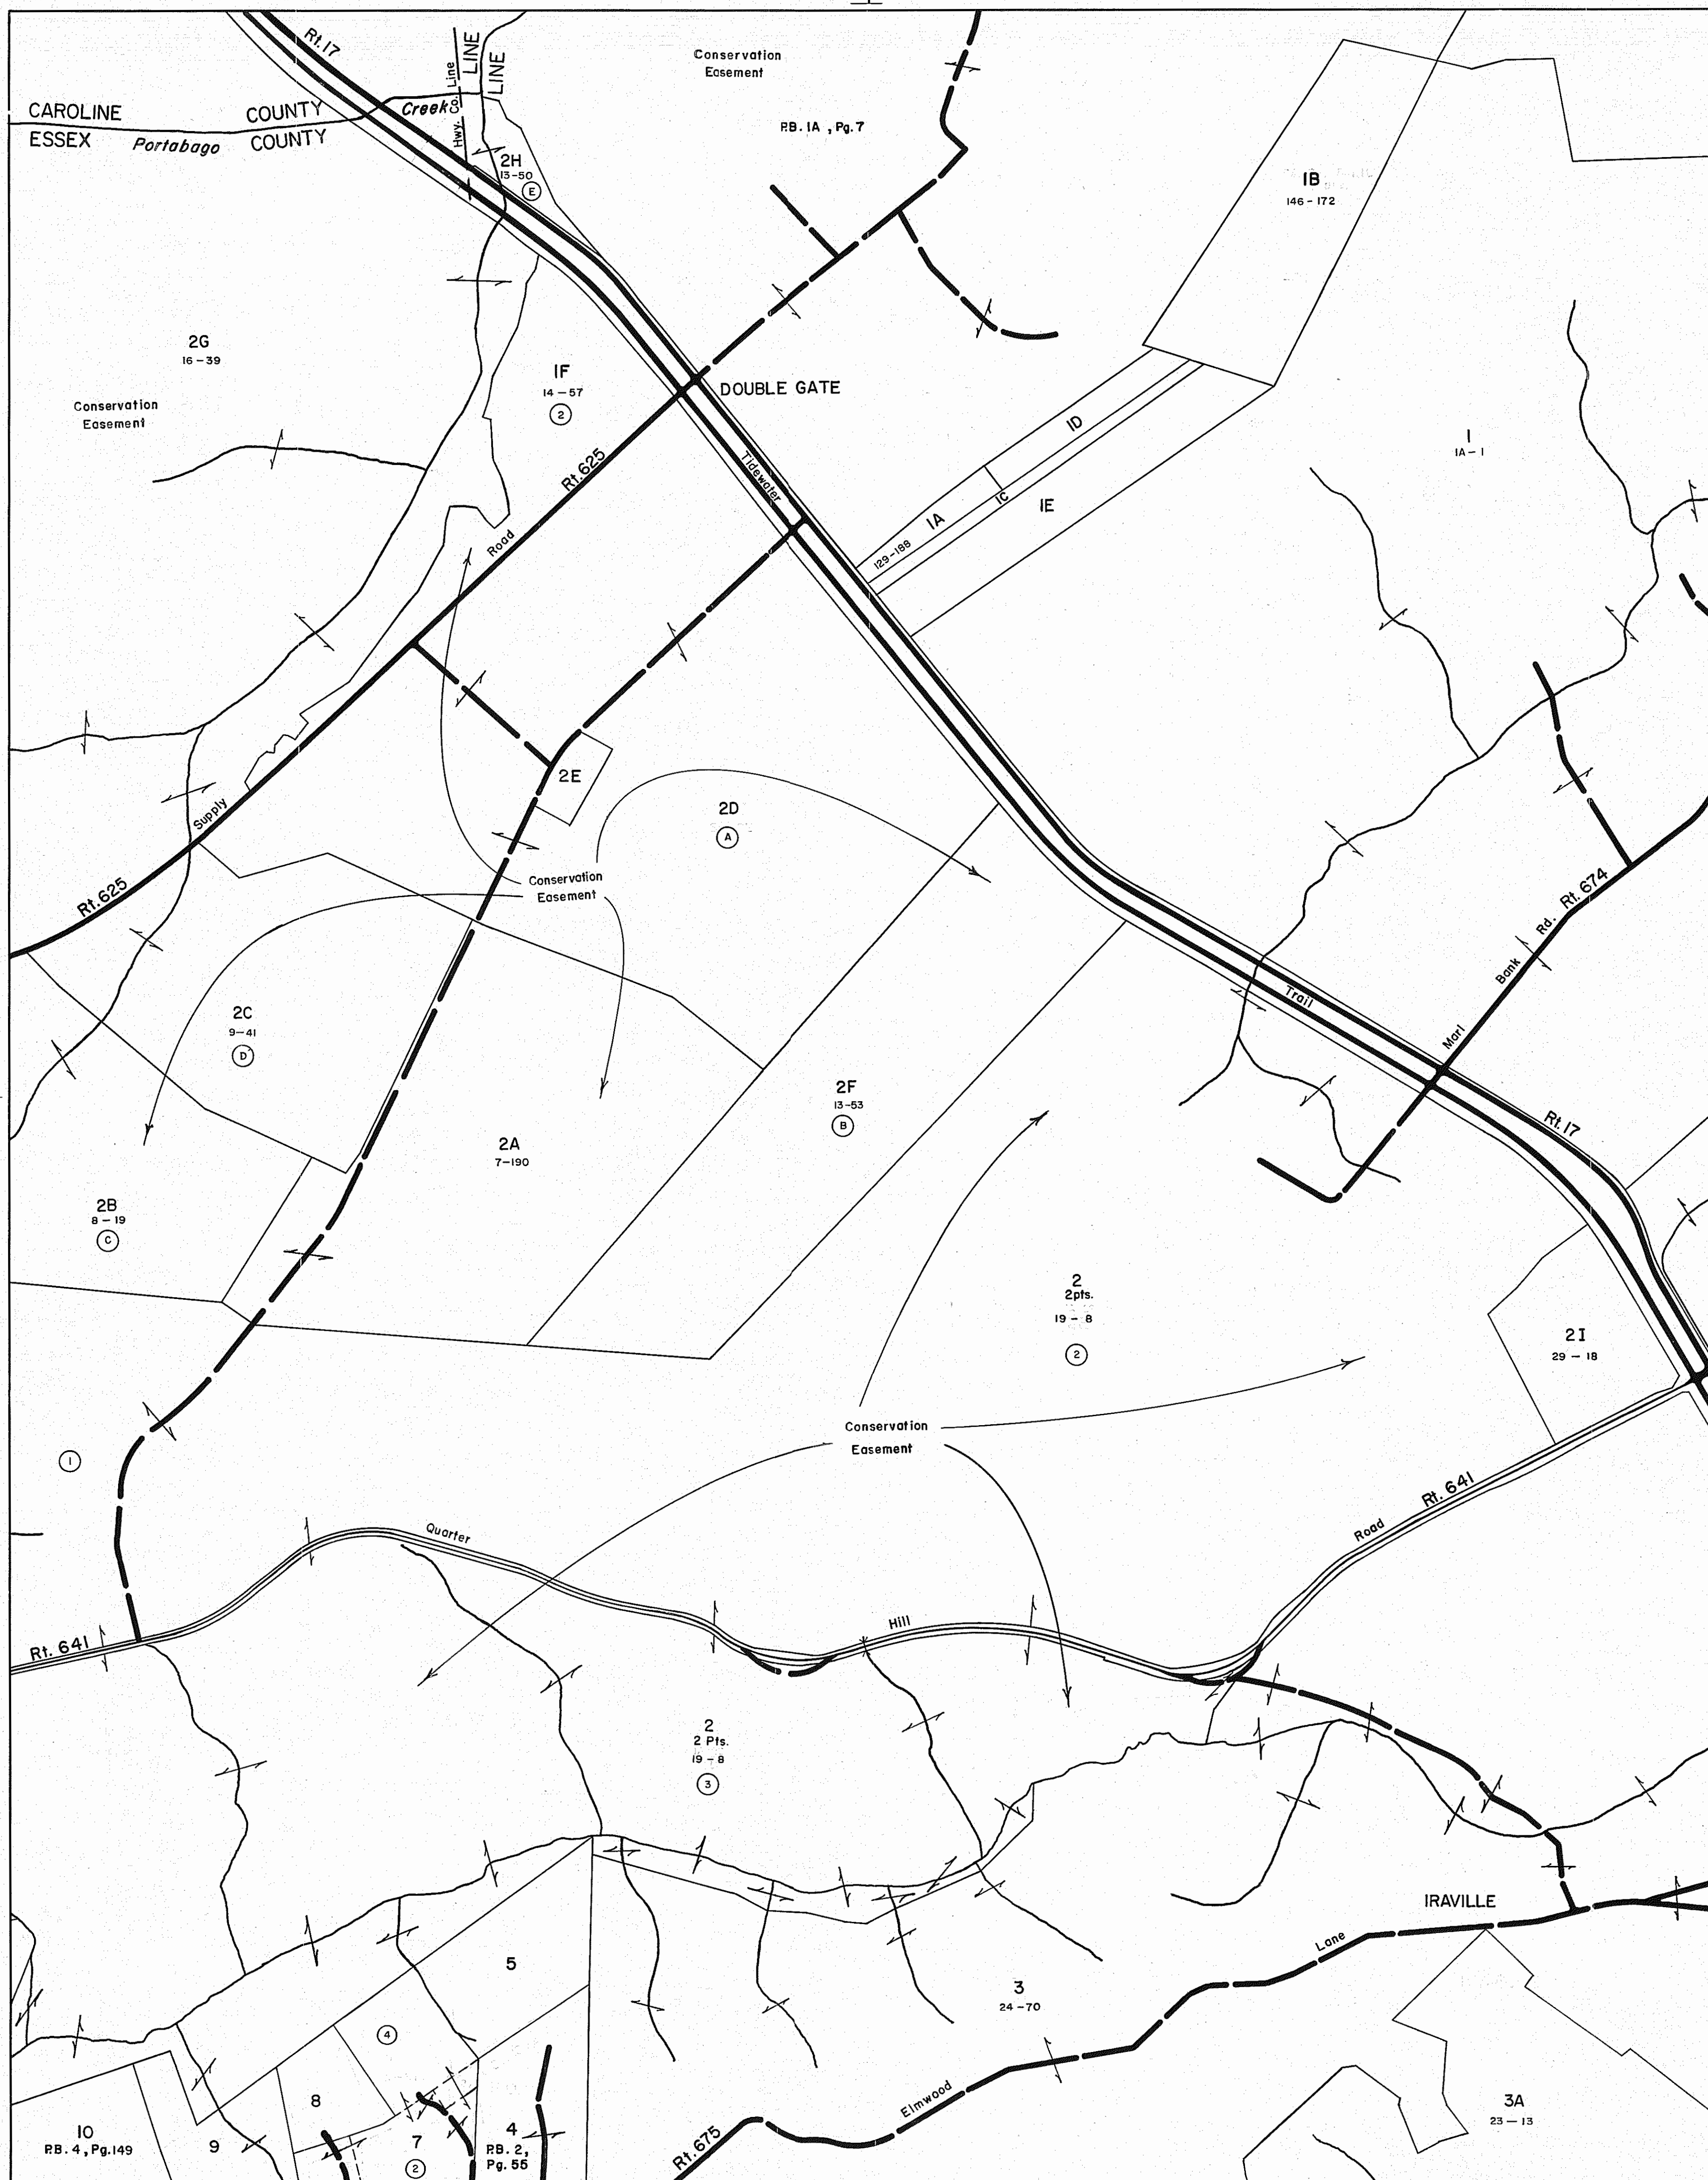 Rt. 17
LINE
LINE
Hwy. Co. Line
Conservation
Easement
CAROLINE COUNTY
Creek
ESSEX Portabago COUNTY
P.B. 1A , Pg. 7
2H
13-50
E
1B
146 - 172
2G
16 - 39
1F
14 - 57
2
DOUBLE GATE
Conservation
Easement
1D
1
1A - 1
Rt. 625
Tidewater
1A
1C
1E
129-188
Road
2E
2D
A
Supply
Conservation
Easement
Rt. 625
Rt. 674
Rd.
Bank
Marl
Trail
2C
9-41
D
2F
13-53
B
2A
7-190
Rt. 17
2B
8 - 19
C
2
2pts.
19 - 8
2
2I
29 - 18
Conservation
Easement
1
Rt. 641
Road
Quarter
Hill
Rt. 641
2
2 Pts.
19 - 8
3
IRAVILLE
Lane
5
3
24 - 70
4
Elmwood
8
3A
23 - 13
10
P.B. 4, Pg. 149
9
7
2
4
P.B. 2,
Pg. 55
Rt. 675